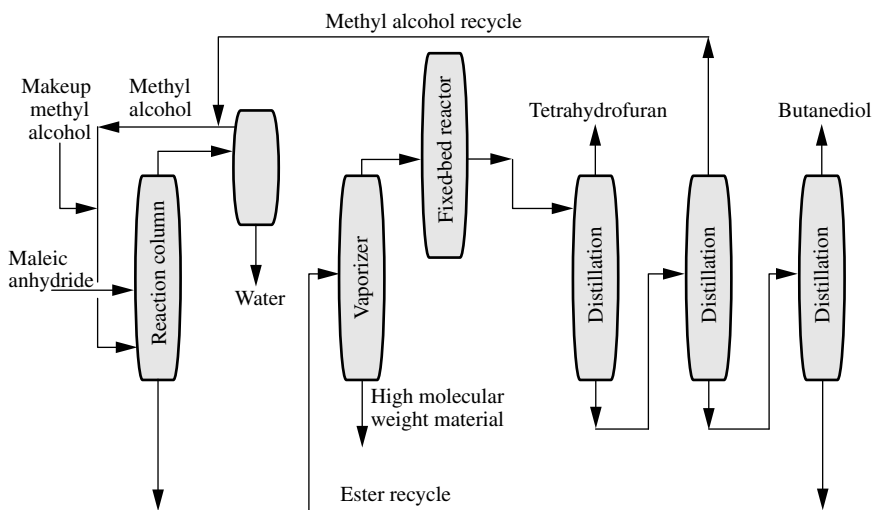 Methyl alcohol recycle
Makeup
methyl
alcohol
Methyl
alcohol
Fixed-bed reactor
Tetrahydrofuran
Butanediol
Maleic
anhydride
Reaction column
Water
Vaporizer
Distillation
Distillation
Distillation
High molecular
weight material
Ester recycle